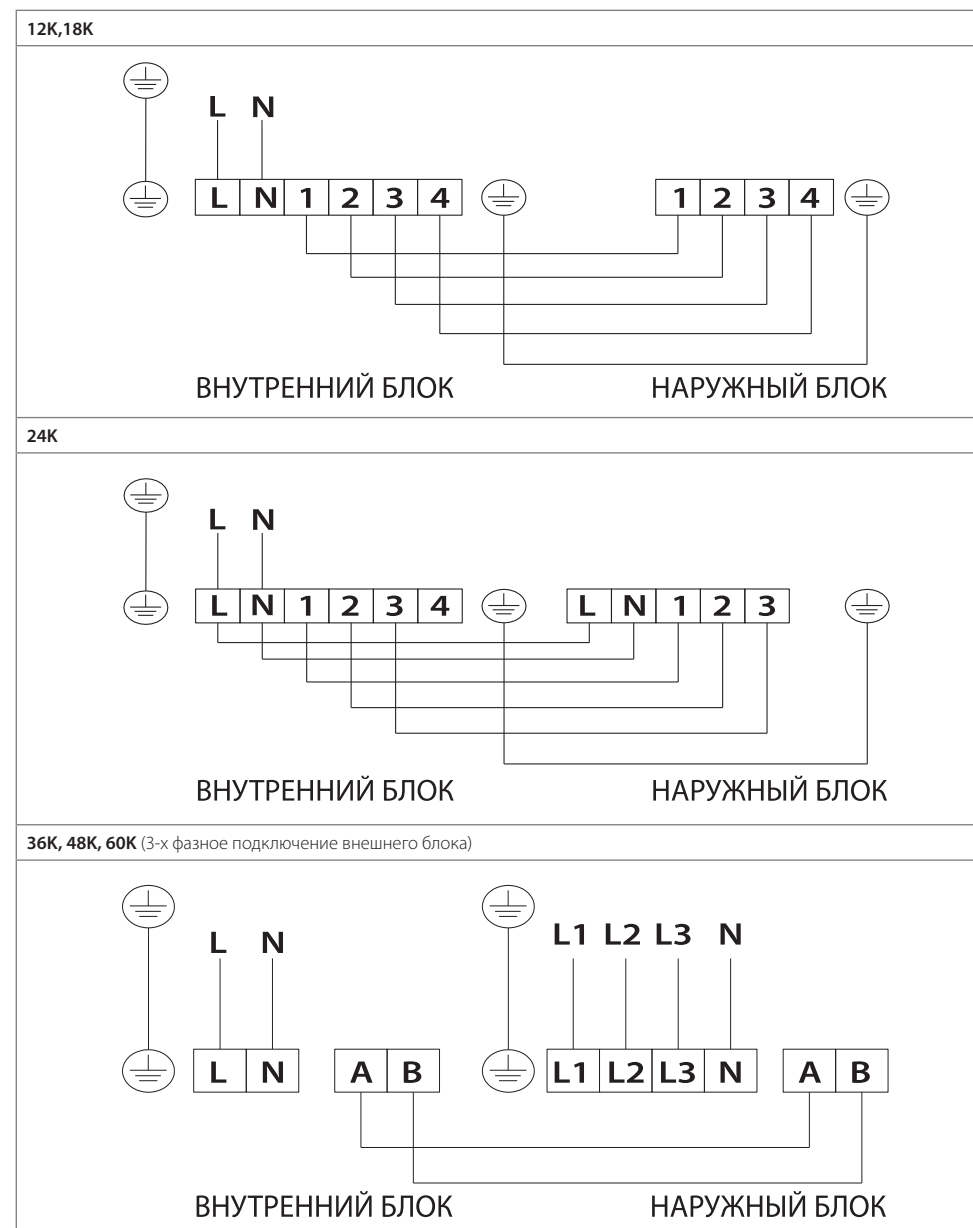 12K,18K
L N
L N 1 2 3 4 1 2 3 4
ВНУТРЕННИЙ БЛОК НАРУЖНЫЙ БЛОК
24K
L N
L N 1 2 3 4 L N 1 2 3
ВНУТРЕННИЙ БЛОК НАРУЖНЫЙ БЛОК
36K, 48K, 60K (3-х фазное подключение внешнего блока)
L N L1 L2 L3 N
L N A B L1 L2 L3 N A B
ВНУТРЕННИЙ БЛОК НАРУЖНЫЙ БЛОК